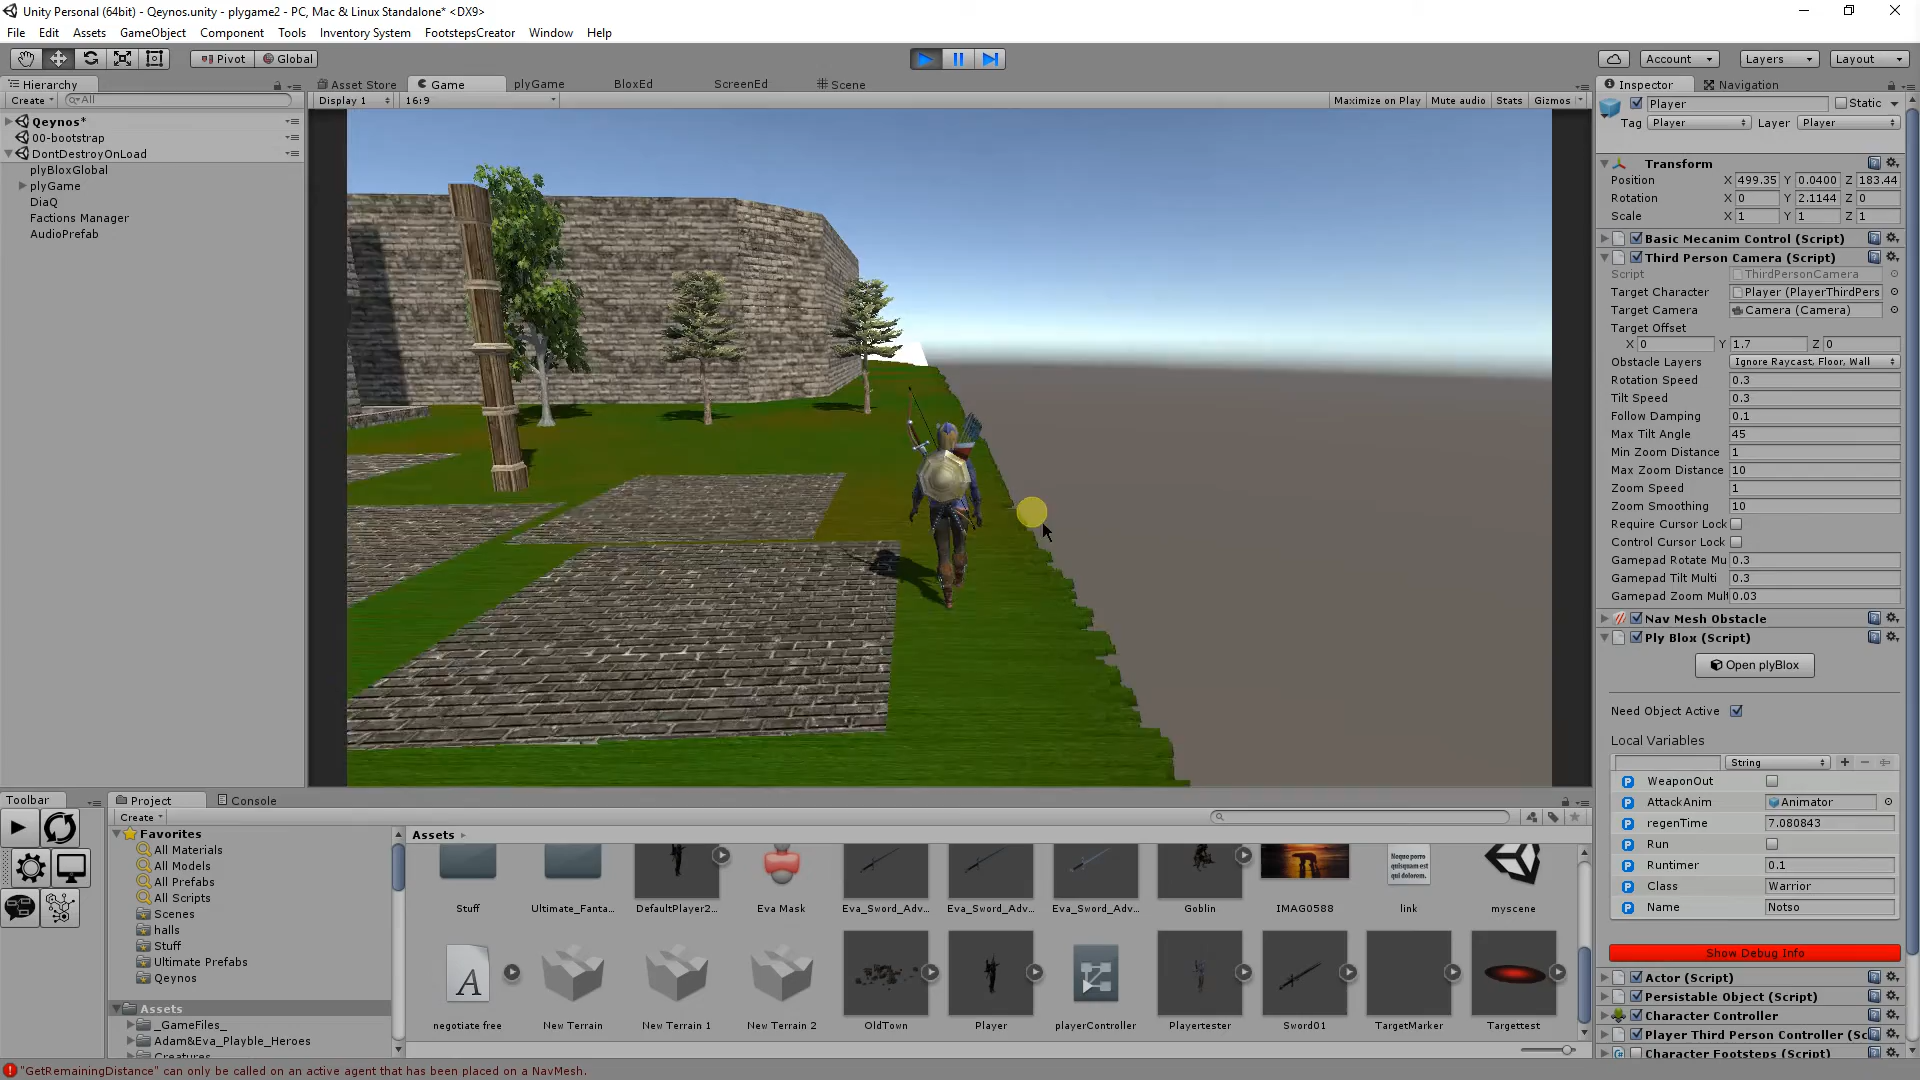 Unity Personal (64bit) - Qeynos.unity - plygame2 - PC, Mac & Linux Standalone* <DX9>
File Edit Assets GameObject Component Tools Inventory System FootstepsCreator Window Help
Pivot Global Account Layers Layout
Hierarchy
Create All
Qeynos*
00-bootstrap
DontDestroyOnLoad
plyBloxGlobal
plyGame
DiaQ
Factions Manager
AudioPrefab
Asset Store Game plyGame BloxEd ScreenEd Scene
Display 1 16:9 Maximize on Play Mute audio Stats Gizmos
Inspector Navigation
Player Static
Tag Player Layer Player
Transform
Position X 499.35 Y 0.0400 Z 183.44
Rotation X 0 Y 2.1144 Z 0
Scale X 1 Y 1 Z 1
Basic Mecanim Control (Script)
Third Person Camera (Script)
Script ThirdPersonCamera
Target Character Player (PlayerThirdPers
Target Camera Camera (Camera)
Target Offset
X 0 Y 1.7 Z 0
Obstacle Layers Ignore Raycast, Floor, Wall
Rotation Speed 0.3
Tilt Speed 0.3
Follow Damping 0.1
Max Tilt Angle 45
Min Zoom Distance 1
Max Zoom Distance 10
Zoom Speed 1
Zoom Smoothing 10
Require Cursor Lock
Control Cursor Lock
Gamepad Rotate Mu 0.3
Gamepad Tilt Multi 0.3
Gamepad Zoom Mul 0.03
Nav Mesh Obstacle
Ply Blox (Script)
Open plyBlox
Need Object Active
Local Variables
String
P WeaponOut
P AttackAnim Animator
P regenTime 7.080843
P Run
P Runtimer 0.1
P Class Warrior
P Name Notso
Show Debug Info
Actor (Script)
Persistable Object (Script)
Character Controller
Player Third Person Controller (Sc
Character Footsteps (Script)
Toolbar
Project Console
Create
Favorites
All Materials
All Models
All Prefabs
All Scripts
Scenes
halls
Stuff
Ultimate Prefabs
Qeynos
Assets
_GameFiles_
Adam&Eva_Playble_Heroes
Creatures
Assets
Stuff Ultimate_Fanta... DefaultPlayer2... Eva Mask Eva_Sword_Adv... Eva_Sword_Adv... Eva_Sword_Adv... Goblin IMAG0588 link myscene
negotiate free New Terrain New Terrain 1 New Terrain 2 OldTown Player playerController Playertester Sword01 TargetMarker Targettest
"GetRemainingDistance" can only be called on an active agent that has been placed on a NavMesh.